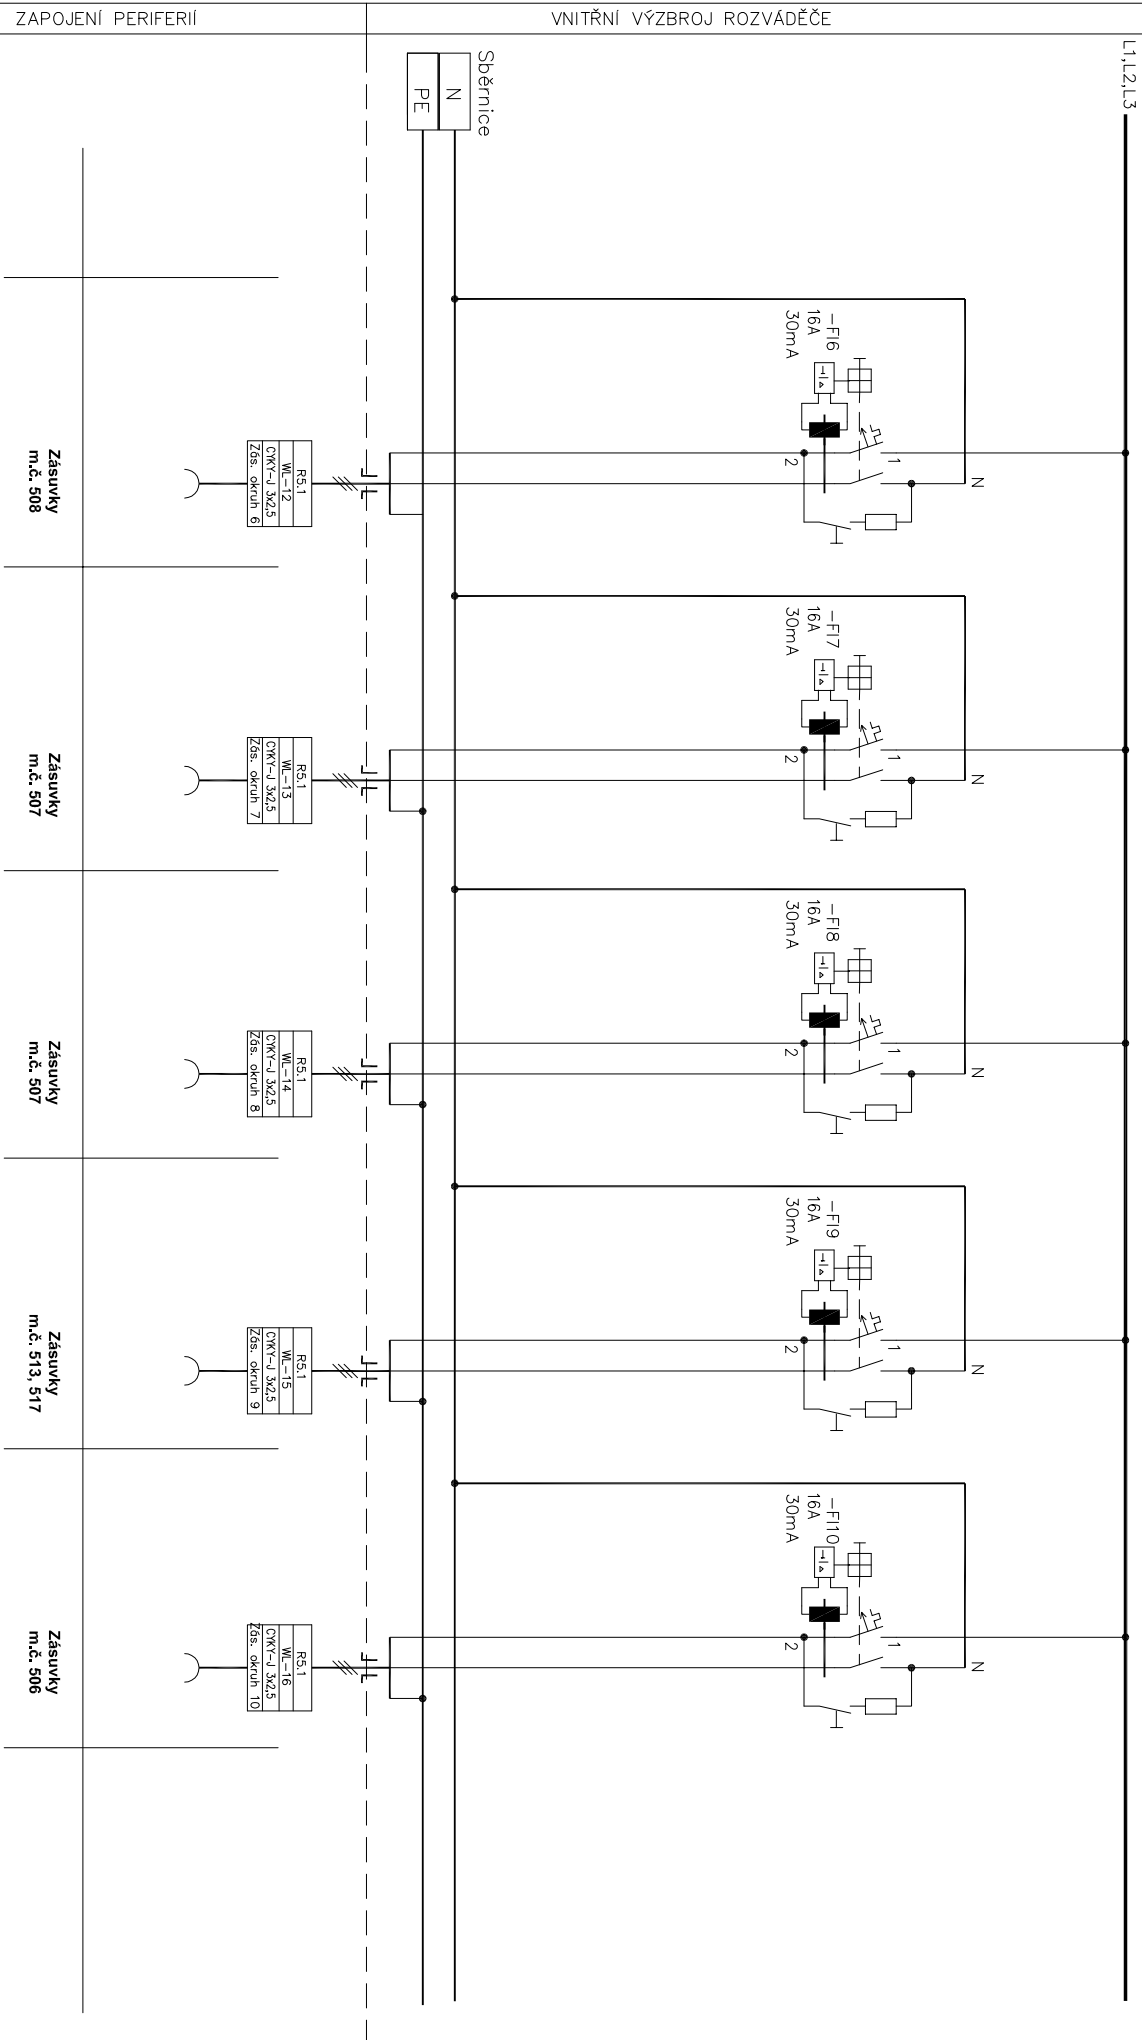 ZAPOJENÍ PERIFERIÍ
VNITŘNÍ VÝZBROJ ROZVÁDĚČE
L1,L2,L3
Sběrnice
N
PE
-FI6
16A
30mA
1
2
N
R5.1
WL-12
CYKY-J 3x2,5
Zás. okruh 6
Zásuvky
m.č. 508
-FI7
16A
30mA
1
2
N
R5.1
WL-13
CYKY-J 3x2,5
Zás. okruh 7
Zásuvky
m.č. 507
-FI8
16A
30mA
1
2
N
R5.1
WL-14
CYKY-J 3x2,5
Zás. okruh 8
Zásuvky
m.č. 507
-FI9
16A
30mA
1
2
N
R5.1
WL-15
CYKY-J 3x2,5
Zás. okruh 9
Zásuvky
m.č. 513, 517
-FI10
16A
30mA
1
2
N
R5.1
WL-16
CYKY-J 3x2,5
Zás. okruh 10
Zásuvky
m.č. 506